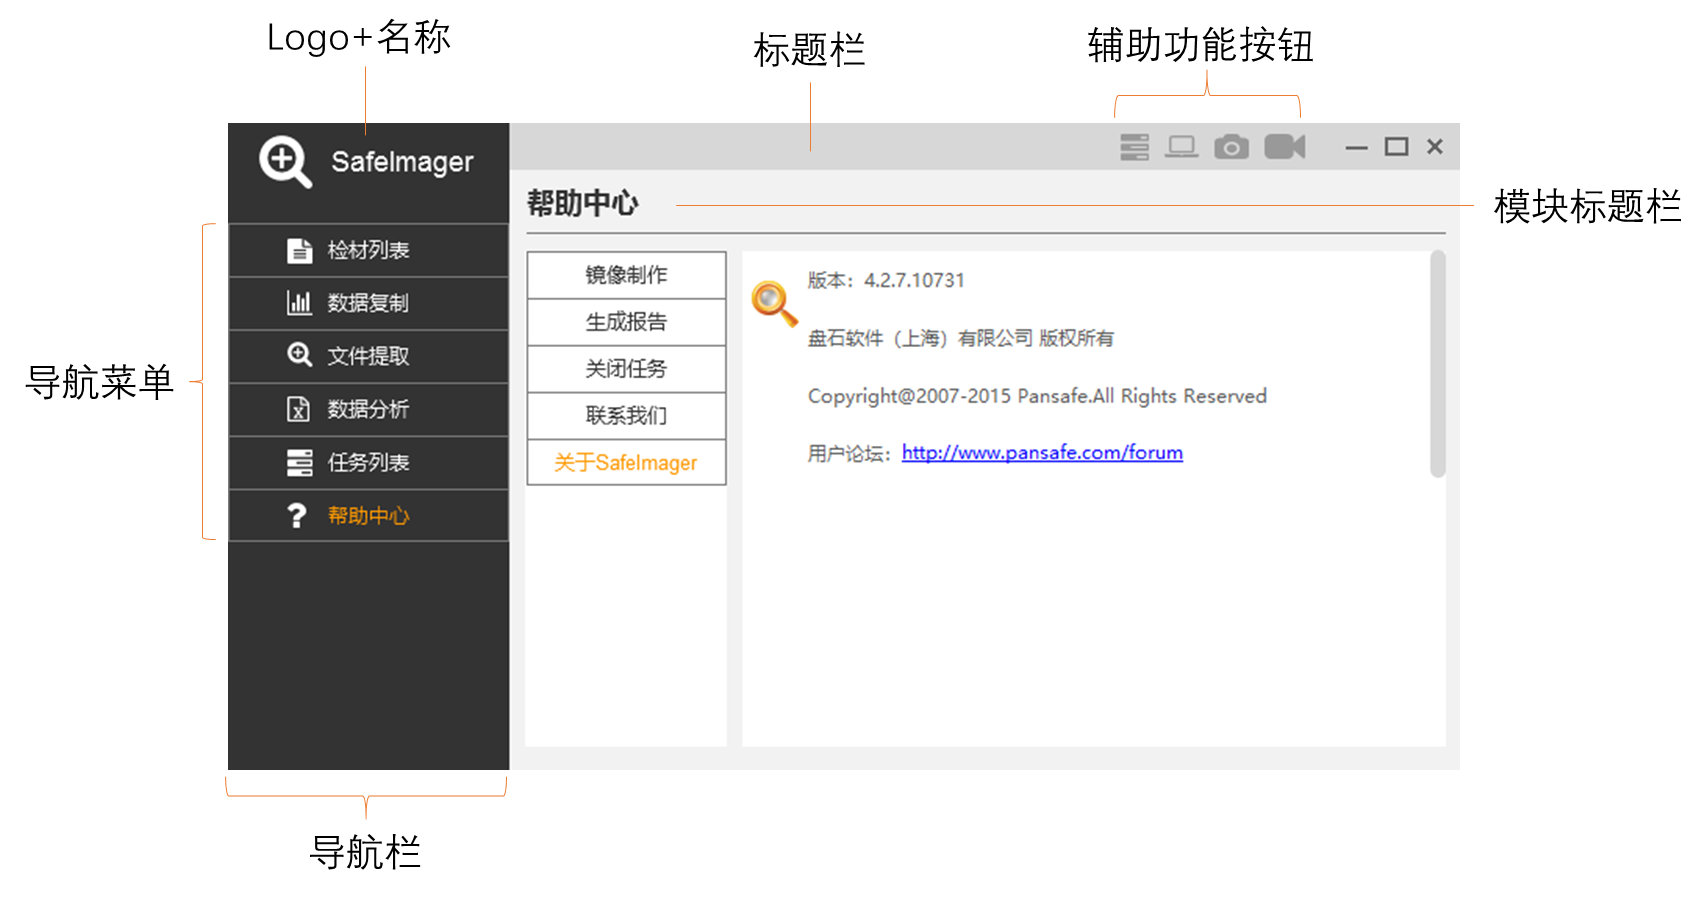 Logo+名称
标题栏
辅助功能按钮
SafeImager
帮助中心
模块标题栏
导航菜单
检材列表
数据复制
文件提取
数据分析
任务列表
帮助中心
镜像制作
生成报告
关闭任务
联系我们
关于SafeImager
版本：4.2.7.10731
盘石软件（上海）有限公司 版权所有
Copyright@2007-2015 Pansafe.All Rights Reserved
用户论坛：http://www.pansafe.com/forum
导航栏